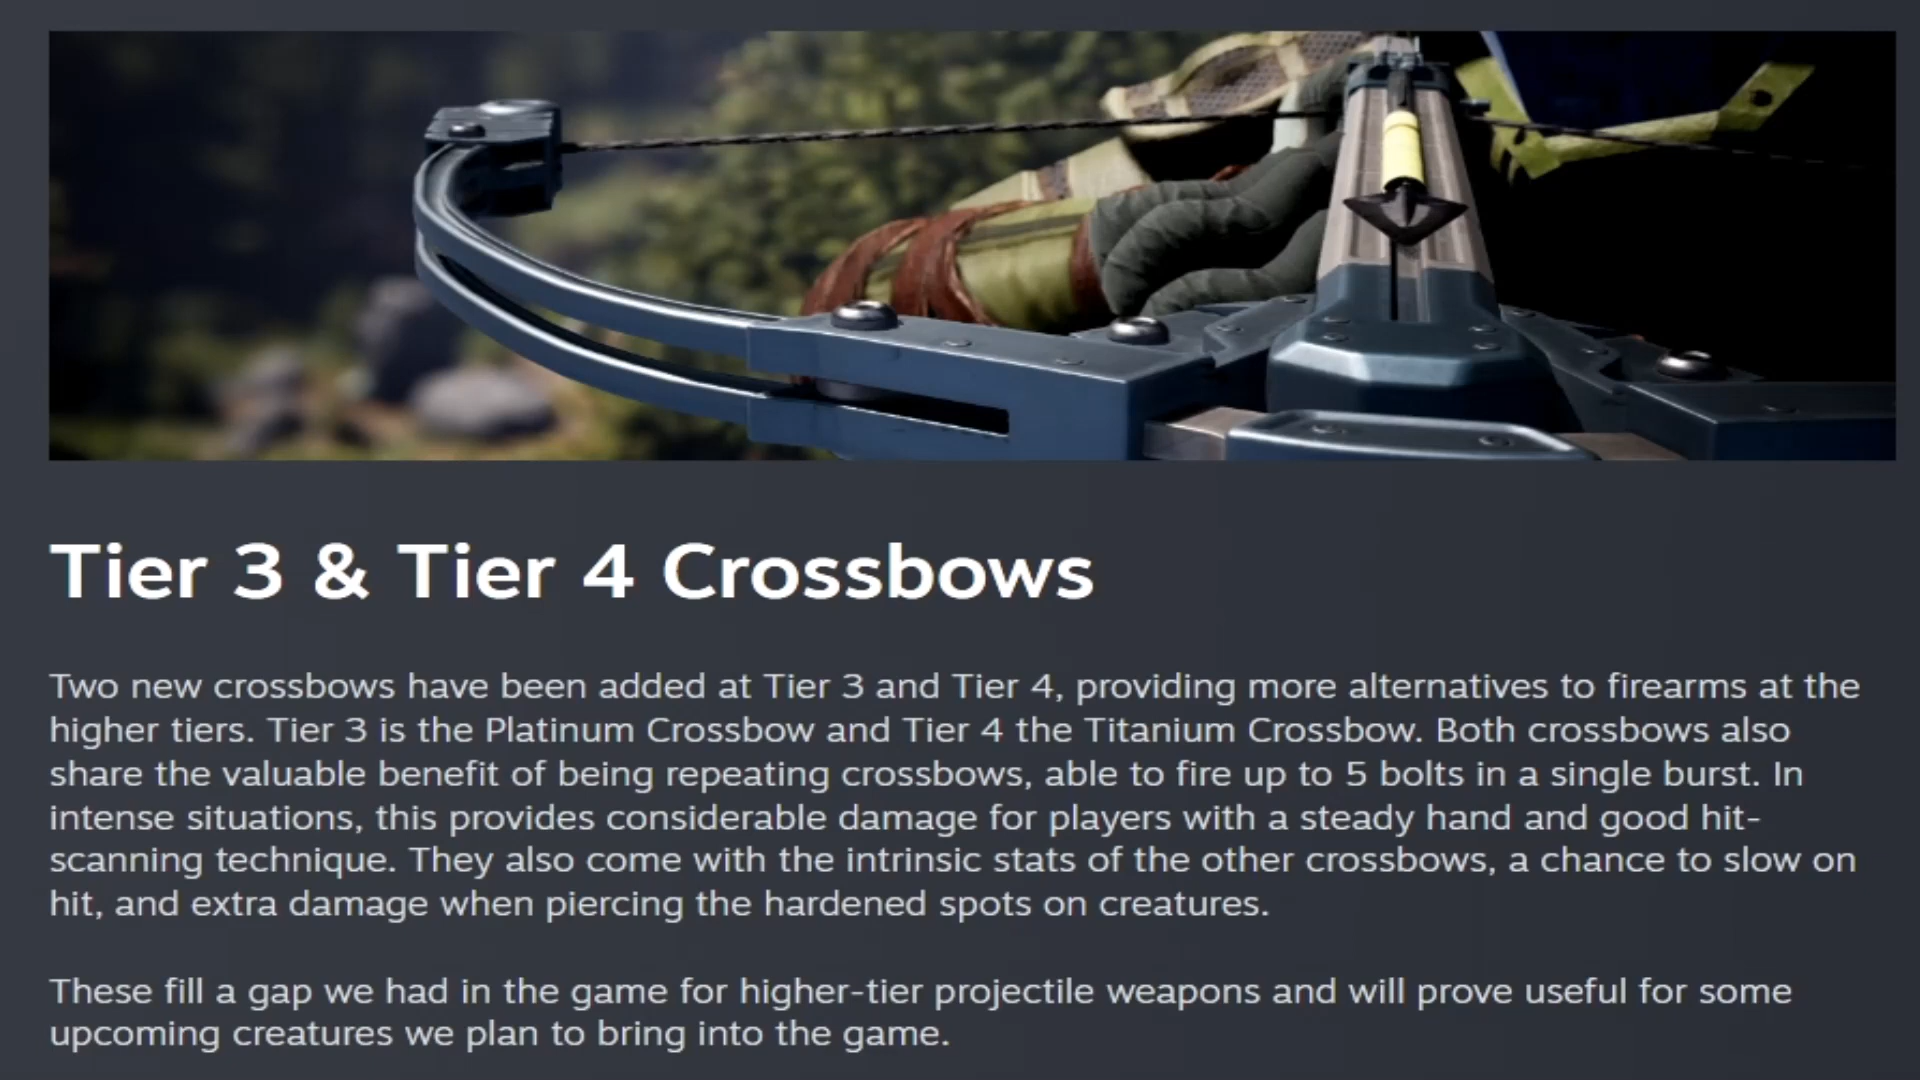 Tier 3 & Tier 4 Crossbows
Two new crossbows have been added at Tier 3 and Tier 4, providing more alternatives to firearms at the
higher tiers. Tier 3 is the Platinum Crossbow and Tier 4 the Titanium Crossbow. Both crossbows also
share the valuable benefit of being repeating crossbows, able to fire up to 5 bolts in a single burst. In
intense situations, this provides considerable damage for players with a steady hand and good hit-
scanning technique. They also come with the intrinsic stats of the other crossbows, a chance to slow on
hit, and extra damage when piercing the hardened spots on creatures.
These fill a gap we had in the game for higher-tier projectile weapons and will prove useful for some
upcoming creatures we plan to bring into the game.